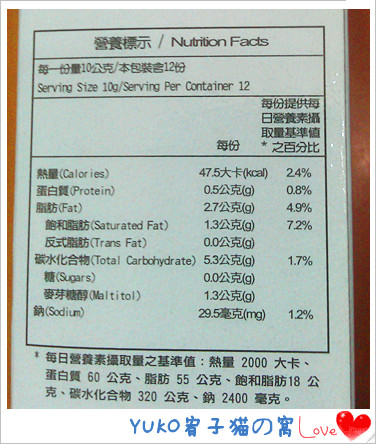 營養標示 / Nutrition Facts
每一份量10公克/本包裝含12份
Serving Size 10g/Serving Per Container 12
每份 每份提供每日營養素攝取量基準值*之百分比
熱量(Calories) 47.5大卡(kcal) 2.4%
蛋白質(Protein) 0.5公克(g) 0.8%
脂肪(Fat) 2.7公克(g) 4.9%
飽和脂肪(Saturated Fat) 1.3公克(g) 7.2%
反式脂肪(Trans Fat) 0.0公克(g)
碳水化合物(Total Carbohydrate) 5.3公克(g) 1.7%
糖(Sugars) 0.0公克(g)
麥芽糖醇(Maltitol) 1.3公克(g)
鈉(Sodium) 29.5毫克(mg) 1.2%
* 每日營養素攝取量之基準值：熱量 2000 大卡、
蛋白質 60 公克、脂肪 55 公克、飽和脂肪18 公
克、碳水化合物 320 公克、鈉 2400 毫克。
YUKO宥子貓の窩 Love